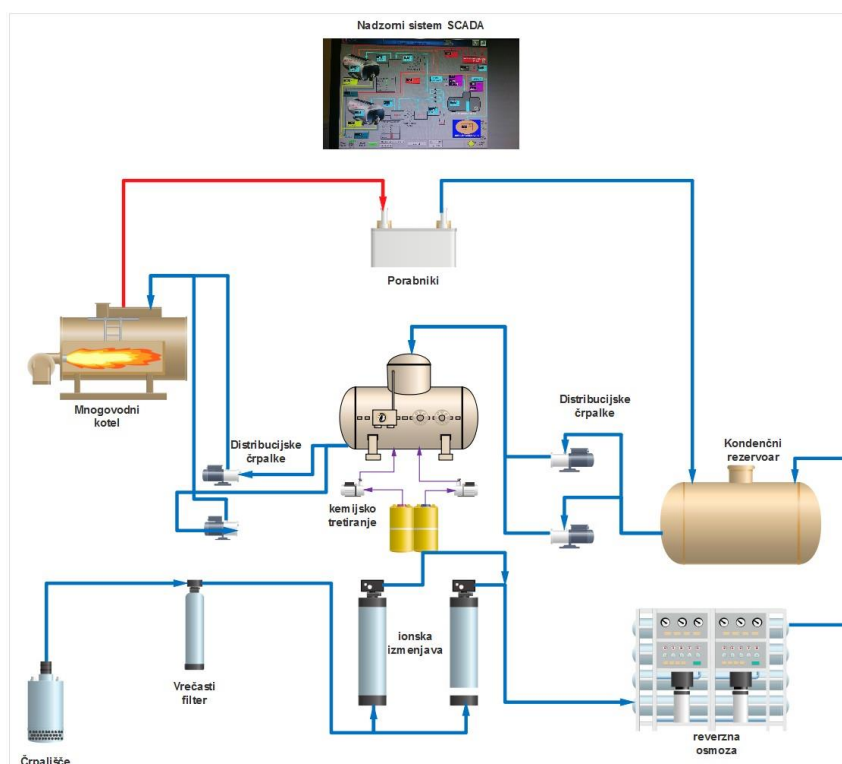 Nadzorni sistem SCADA
Porabniki
Mnogovodni
kotel
Distribucijske
črpalke
Distribucijske
črpalke
Kondenčni
rezervoar
kemijsko
tretiranje
ionska
izmenjava
Vrečasti
filter
reverzna
osmoza
Črpališče